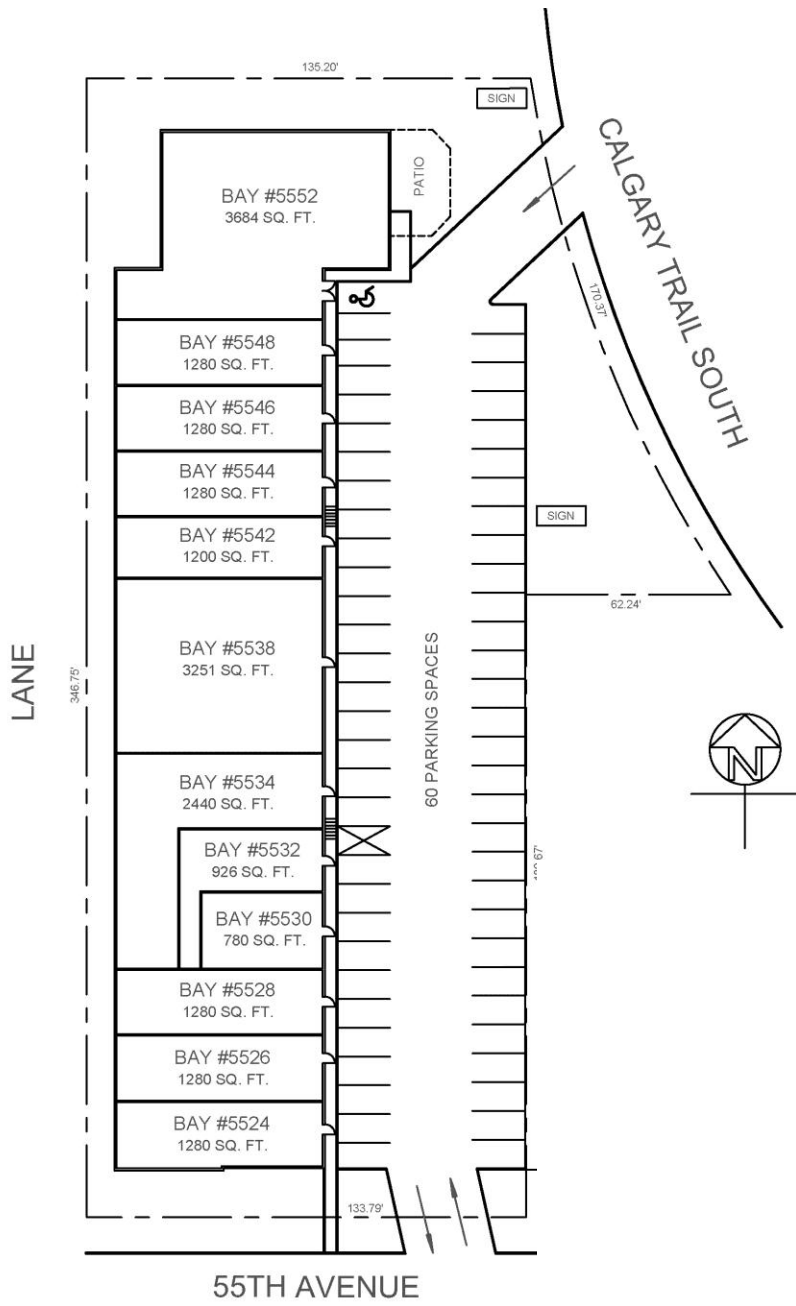 135.20'
SIGN
CALGARY TRAIL SOUTH
PATIO
BAY #5552
3684 SQ. FT.
170.37'
BAY #5548
1280 SQ. FT.
BAY #5546
1280 SQ. FT.
BAY #5544
1280 SQ. FT.
SIGN
BAY #5542
1200 SQ. FT.
62.24'
LANE
346.75'
BAY #5538
3251 SQ. FT.
60 PARKING SPACES
N
BAY #5534
2440 SQ. FT.
BAY #5532
926 SQ. FT.
BAY #5530
780 SQ. FT.
BAY #5528
1280 SQ. FT.
BAY #5526
1280 SQ. FT.
BAY #5524
1280 SQ. FT.
133.79'
55TH AVENUE